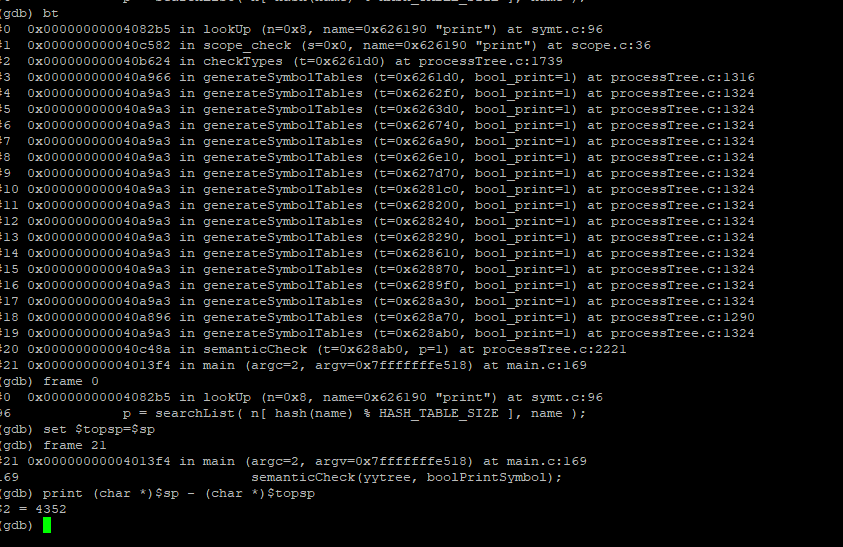 p = searchList( n[ hash(name) % HASH_TABLE_SIZE ], name );
(gdb) bt
#0 0x00000000004082b5 in lookUp (n=0x8, name=0x626190 "print") at symt.c:96
#1 0x000000000040c582 in scope_check (s=0x0, name=0x626190 "print") at scope.c:36
#2 0x000000000040b624 in checkTypes (t=0x6261d0) at processTree.c:1739
#3 0x000000000040a966 in generateSymbolTables (t=0x6261d0, bool_print=1) at processTree.c:1316
#4 0x000000000040a9a3 in generateSymbolTables (t=0x6262f0, bool_print=1) at processTree.c:1324
#5 0x000000000040a9a3 in generateSymbolTables (t=0x6263d0, bool_print=1) at processTree.c:1324
#6 0x000000000040a9a3 in generateSymbolTables (t=0x626740, bool_print=1) at processTree.c:1324
#7 0x000000000040a9a3 in generateSymbolTables (t=0x626a90, bool_print=1) at processTree.c:1324
#8 0x000000000040a9a3 in generateSymbolTables (t=0x626e10, bool_print=1) at processTree.c:1324
#9 0x000000000040a9a3 in generateSymbolTables (t=0x627d70, bool_print=1) at processTree.c:1324
#10 0x000000000040a9a3 in generateSymbolTables (t=0x6281c0, bool_print=1) at processTree.c:1324
#11 0x000000000040a9a3 in generateSymbolTables (t=0x628200, bool_print=1) at processTree.c:1324
#12 0x000000000040a9a3 in generateSymbolTables (t=0x628240, bool_print=1) at processTree.c:1324
#13 0x000000000040a9a3 in generateSymbolTables (t=0x628290, bool_print=1) at processTree.c:1324
#14 0x000000000040a9a3 in generateSymbolTables (t=0x628610, bool_print=1) at processTree.c:1324
#15 0x000000000040a9a3 in generateSymbolTables (t=0x628870, bool_print=1) at processTree.c:1324
#16 0x000000000040a9a3 in generateSymbolTables (t=0x6289f0, bool_print=1) at processTree.c:1324
#17 0x000000000040a9a3 in generateSymbolTables (t=0x628a30, bool_print=1) at processTree.c:1324
#18 0x000000000040a896 in generateSymbolTables (t=0x628a70, bool_print=1) at processTree.c:1290
#19 0x000000000040a9a3 in generateSymbolTables (t=0x628ab0, bool_print=1) at processTree.c:1324
#20 0x000000000040c48a in semanticCheck (t=0x628ab0, p=1) at processTree.c:2221
#21 0x00000000004013f4 in main (argc=2, argv=0x7fffffffe518) at main.c:169
(gdb) frame 0
#0 0x00000000004082b5 in lookUp (n=0x8, name=0x626190 "print") at symt.c:96
96 p = searchList( n[ hash(name) % HASH_TABLE_SIZE ], name );
(gdb) set $topsp=$sp
(gdb) frame 21
#21 0x00000000004013f4 in main (argc=2, argv=0x7fffffffe518) at main.c:169
169 semanticCheck(yytree, boolPrintSymbol);
(gdb) print (char *)$sp - (char *)$topsp
$2 = 4352
(gdb)